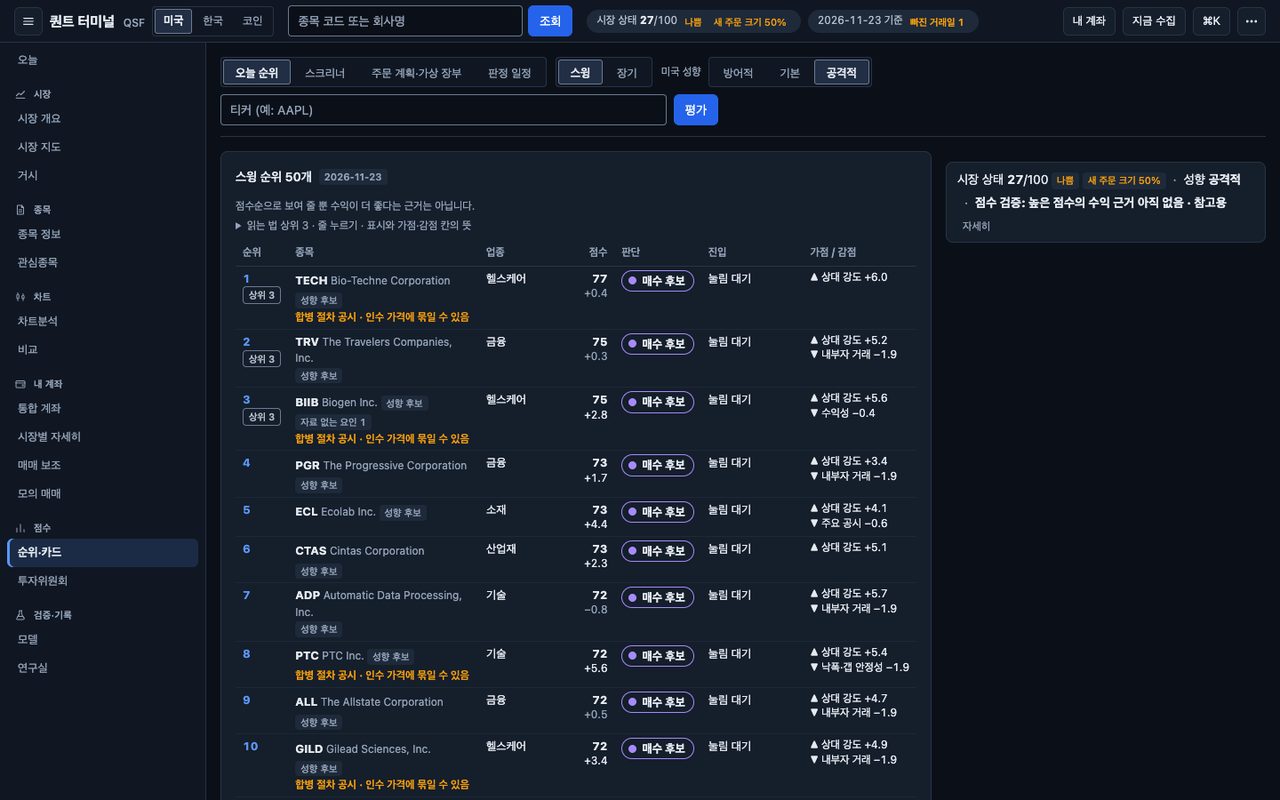 퀀트 터미널 QSF 미국 한국 코인 종목 코드 또는 회사명 조회 시장 상태 27/100 나쁨 새 주문 크기 50% 2026-11-23 기준 빠진 거래일 1 내 계좌 지금 수집 ⌘K ···
오늘
시장
시장 개요
시장 지도
거시
종목
종목 정보
관심종목
차트
차트분석
비교
내 계좌
통합 계좌
시장별 자세히
매매 보조
모의 매매
점수
순위·카드
투자위원회
검증·기록
모델
연구실
오늘 순위 스크리너 주문 계획·가상 장부 판정 일정 스윙 장기 미국 성향 방어적 기본 공격적
티커 (예: AAPL) 평가
스윙 순위 50개 2026-11-23
점수순으로 보여 줄 뿐 수익이 더 좋다는 근거는 아닙니다.
▶ 읽는 법 상위 3 · 줄 누르기 · 표시와 가점·감점 칸의 뜻
순위 종목 업종 점수 판단 진입 가점 / 감점
1 TECH Bio-Techne Corporation 헬스케어 77 매수 후보 눌림 대기 ▲ 상대 강도 +6.0
상위 3 성향 후보 +0.4
합병 절차 공시 · 인수 가격에 묶일 수 있음
2 TRV The Travelers Companies, 금융 75 매수 후보 눌림 대기 ▲ 상대 강도 +5.2
상위 3 Inc. +0.3 ▼ 내부자 거래 −1.9
성향 후보
3 BIIB Biogen Inc. 성향 후보 헬스케어 75 매수 후보 눌림 대기 ▲ 상대 강도 +5.6
상위 3 자료 없는 요인 1 +2.8 ▼ 수익성 −0.4
합병 절차 공시 · 인수 가격에 묶일 수 있음
4 PGR The Progressive Corporation 금융 73 매수 후보 눌림 대기 ▲ 상대 강도 +3.4
성향 후보 +1.7 ▼ 내부자 거래 −1.9
5 ECL Ecolab Inc. 성향 후보 소재 73 매수 후보 눌림 대기 ▲ 상대 강도 +4.1
+4.4 ▼ 주요 공시 −0.6
6 CTAS Cintas Corporation 산업재 73 매수 후보 눌림 대기 ▲ 상대 강도 +5.1
성향 후보 +2.3
7 ADP Automatic Data Processing, 기술 72 매수 후보 눌림 대기 ▲ 상대 강도 +5.7
Inc. −0.8 ▼ 내부자 거래 −1.9
성향 후보
8 PTC PTC Inc. 성향 후보 기술 72 매수 후보 눌림 대기 ▲ 상대 강도 +5.4
합병 절차 공시 · 인수 가격에 묶일 수 있음 +5.6 ▼ 낙폭·갭 안정성 −1.9
9 ALL The Allstate Corporation 금융 72 매수 후보 눌림 대기 ▲ 상대 강도 +4.7
성향 후보 +0.5 ▼ 내부자 거래 −1.9
10 GILD Gilead Sciences, Inc. 헬스케어 72 매수 후보 눌림 대기 ▲ 상대 강도 +4.9
성향 후보 +3.4 ▼ 내부자 거래 −1.9
합병 절차 공시 · 인수 가격에 묶일 수 있음
시장 상태 27/100 나쁨 새 주문 크기 50% · 성향 공격적
· 점수 검증: 높은 점수의 수익 근거 아직 없음 · 참고용
자세히